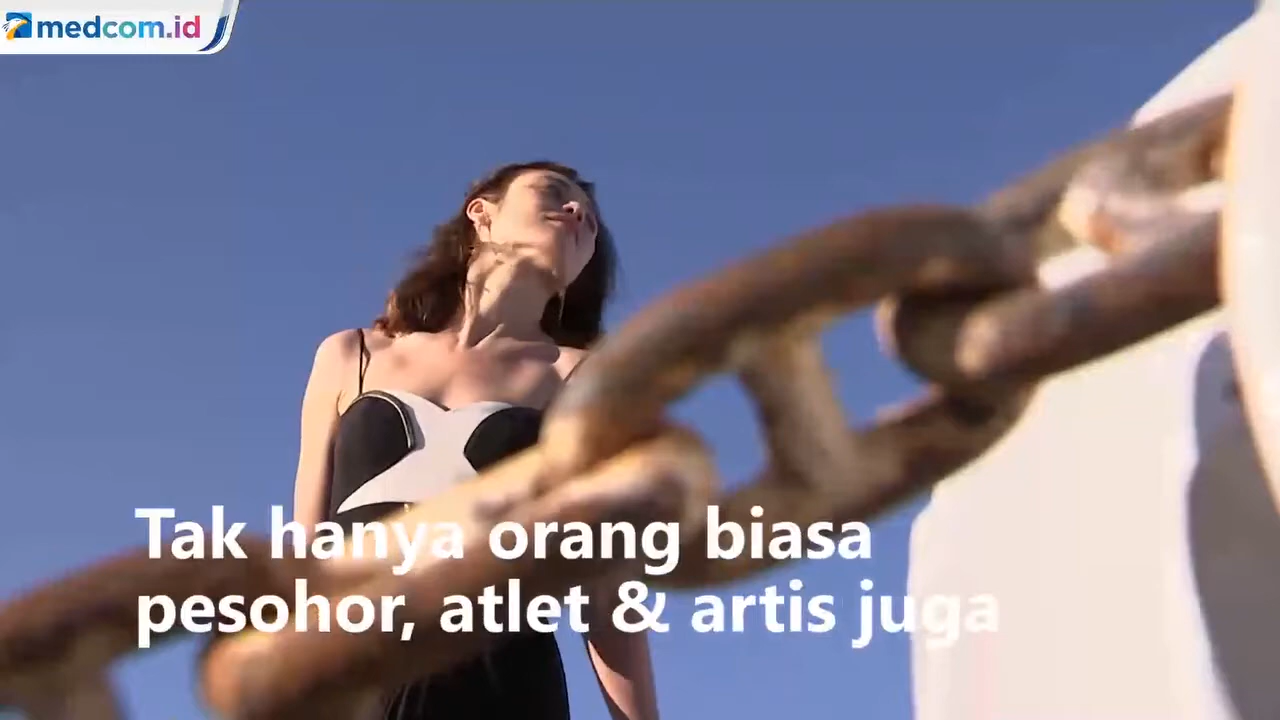 medcom.id
Tak hanya orang biasa
pesohor, atlet & artis juga